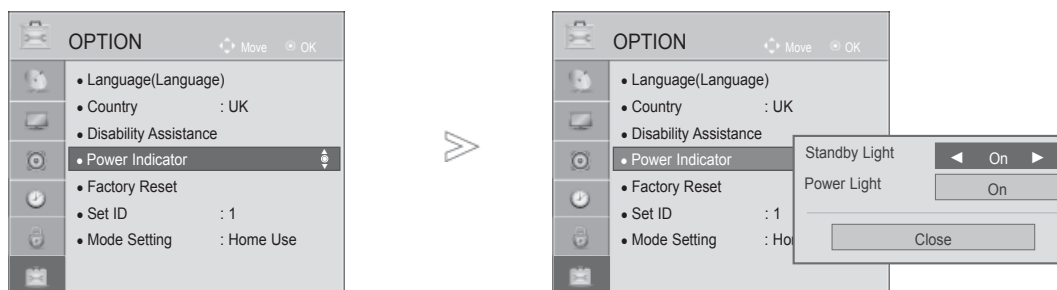 OPTION
Move OK
• Language(Language)
• Country : UK
• Disability Assistance
• Power Indicator
• Factory Reset
• Set ID : 1
• Mode Setting : Home Use
OPTION
Move OK
• Language(Language)
• Country : UK
• Disability Assistance
• Power Indicator
• Factory Reset
• Set ID : 1
• Mode Setting : Ho
Standby Light ◀ On ▶
Power Light On
Close